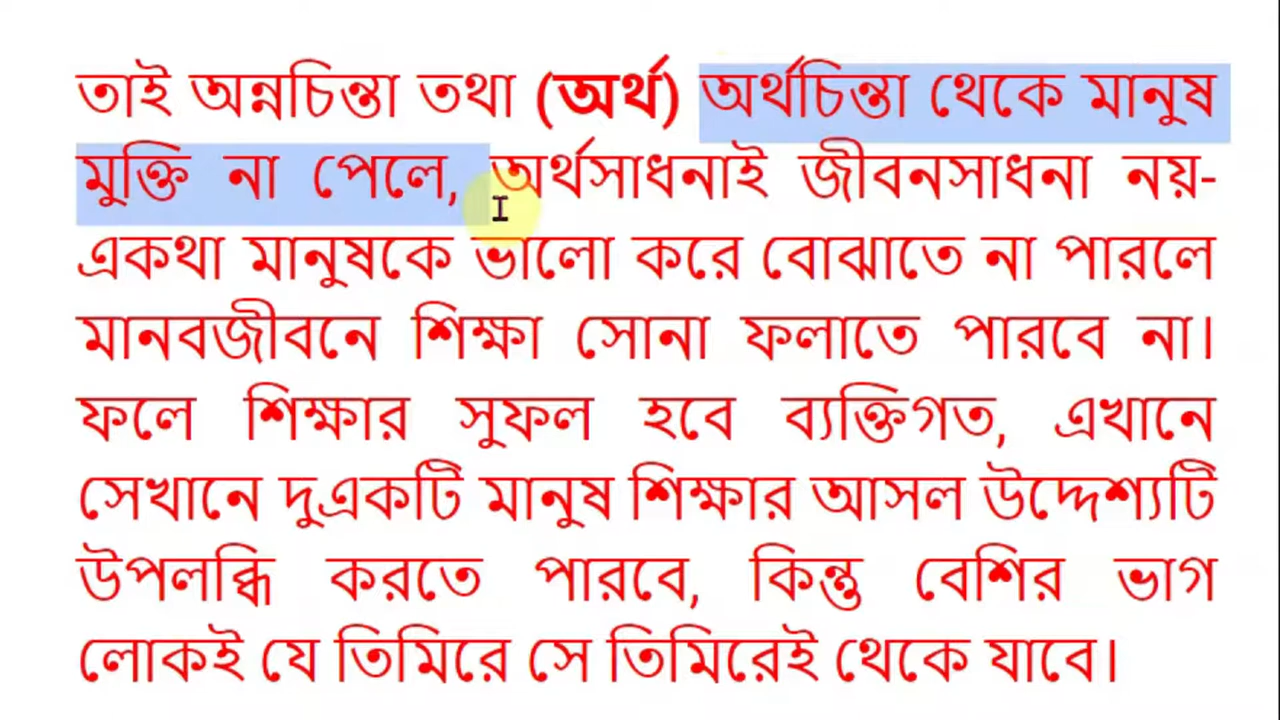 তাই অন্নচিন্তা তথা (অর্থ) অর্থচিন্তা থেকে মানুষ
মুক্তি না পেলে, অর্থসাধনাই জীবনসাধনা নয়-
একথা মানুষকে ভালো করে বোঝাতে না পারলে
মানবজীবনে শিক্ষা সোনা ফলাতে পারবে না।
ফলে শিক্ষার সুফল হবে ব্যক্তিগত, এখানে
সেখানে দুএকটি মানুষ শিক্ষার আসল উদ্দেশ্যটি
উপলব্ধি করতে পারবে, কিন্তু বেশির ভাগ
লোকই যে তিমিরে সে তিমিরেই থেকে যাবে।